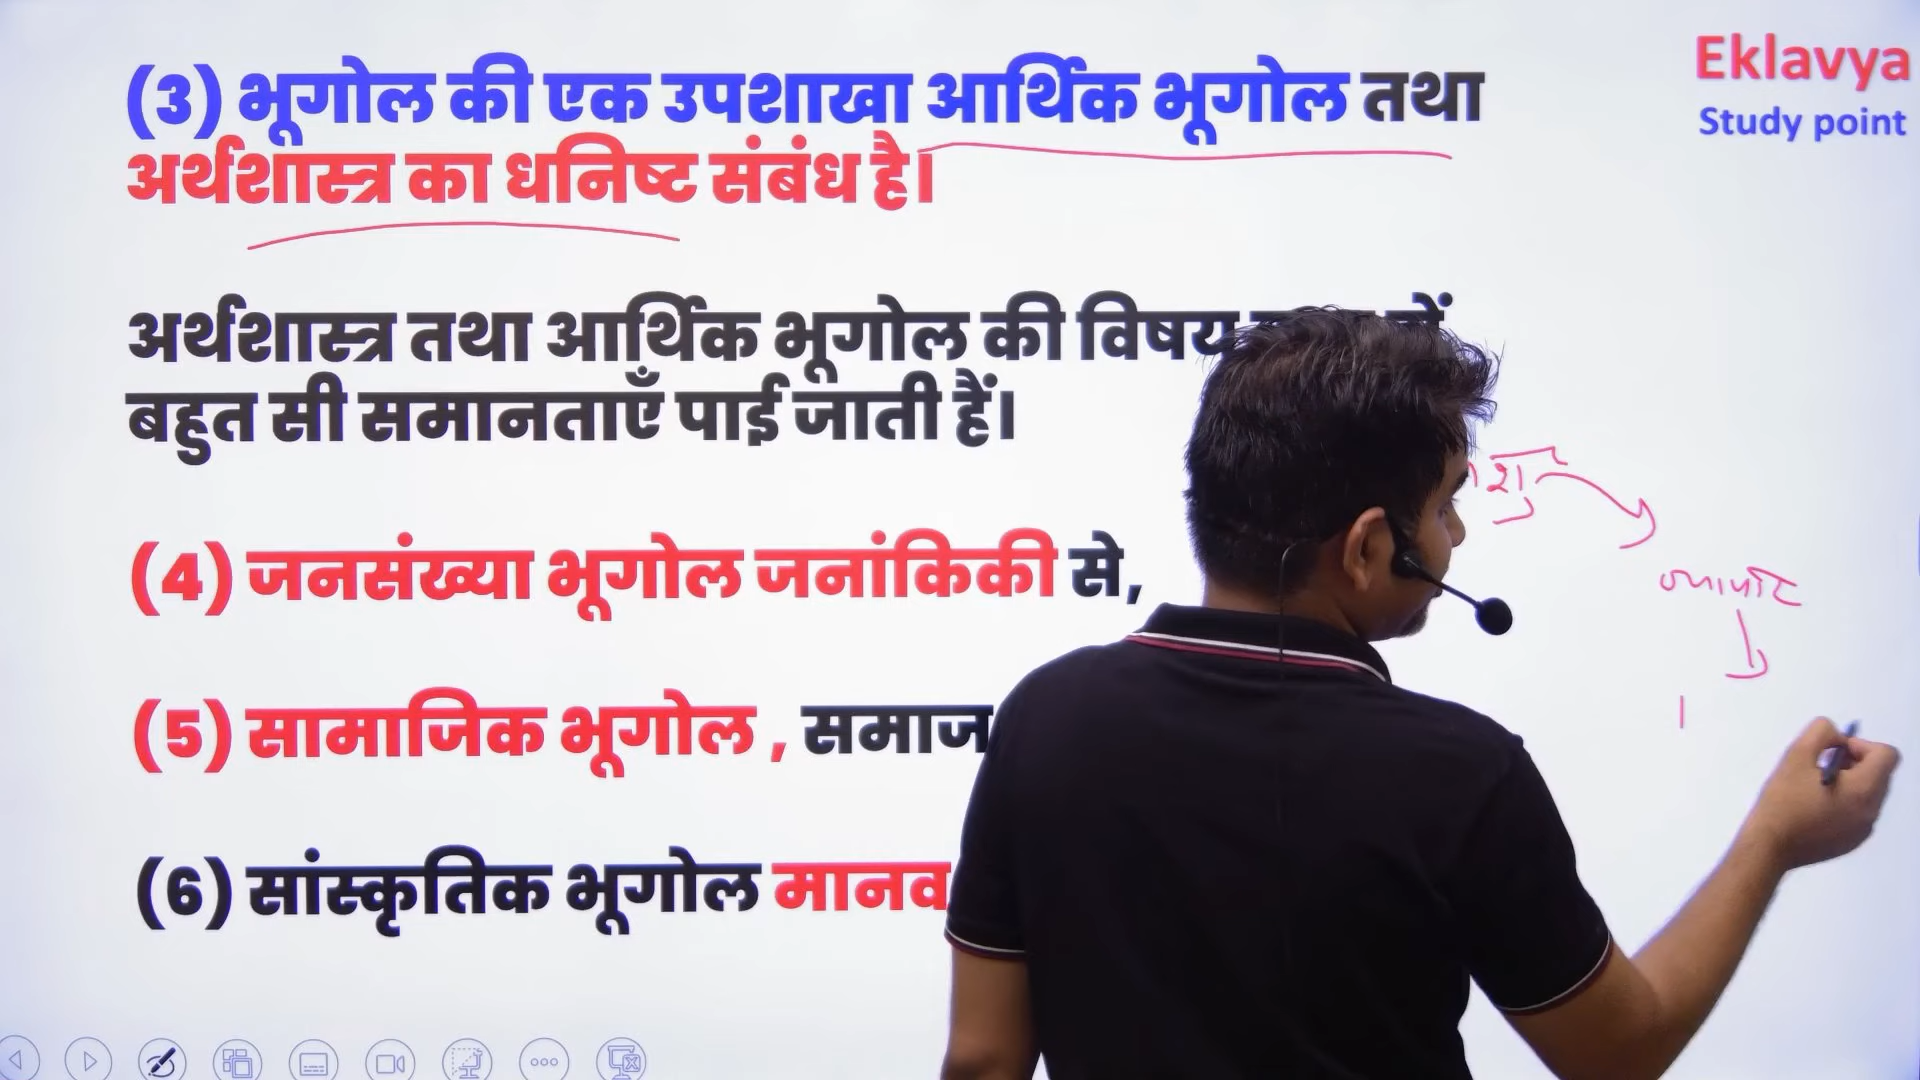 Eklavya
Study point
(3) भूगोल की एक उपशाखा आर्थिक भूगोल तथा
अर्थशास्त्र का धनिष्ट संबंध है।
अर्थशास्त्र तथा आर्थिक भूगोल की विषय
बहुत सी समानताएँ पाई जाती हैं।
(4) जनसंख्या भूगोल जनांकिकी से,
(5) सामाजिक भूगोल , समाज
(6) सांस्कृतिक भूगोल मानव